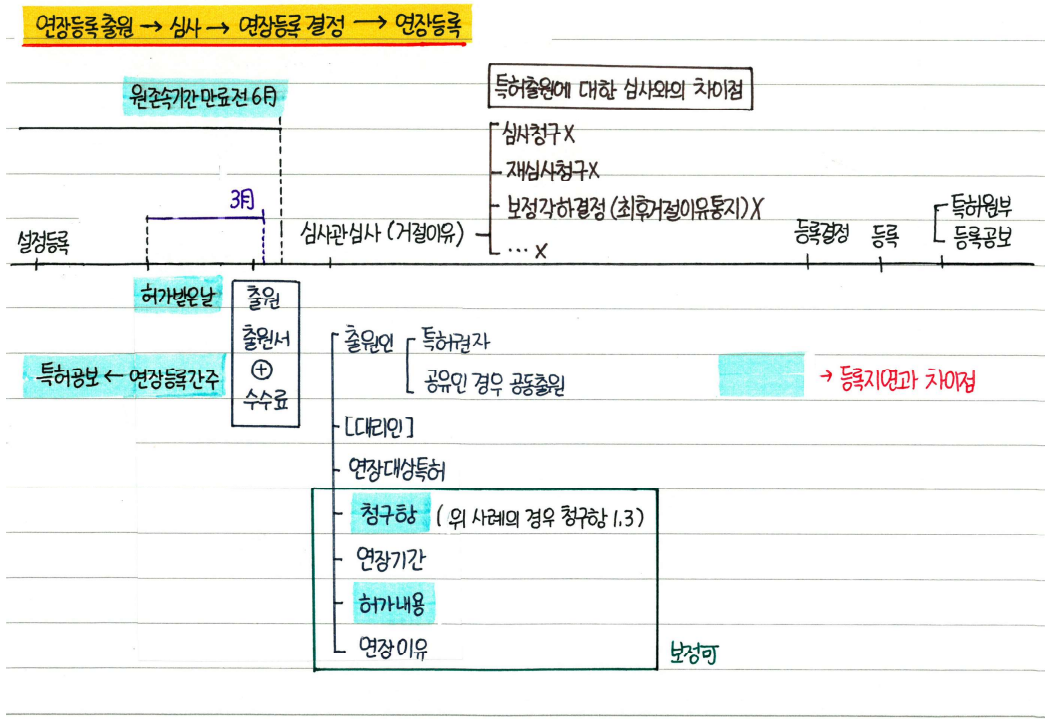 연장등록출원 → 심사 → 연장등록결정 → 연장등록
원존속기간만료전 6月
특허출원에 대한 심사와의 차이점
심사청구 X
재심사청구 X
보정각하결정 (최후거절이유통지) X
... X
3月
설정등록
심사관심사 (거절이유)
등록결정
등록
특허원부
등록공보
허가받은날
출원
출원서
⊕
수수료
특허공보 ← 연장등록간주
출원인
특허권자
공유인 경우 공동출원
→ 등록지연과 차이점
[대리인]
연장대상특허
청구항 (위 사례의 경우 청구항 1.3)
연장기간
허가내용
연장이유
보정可